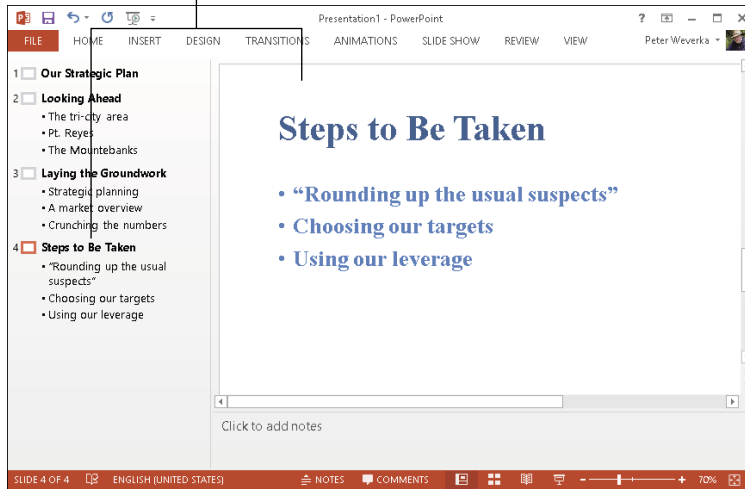 Presentation1 - PowerPoint
?
FILE HOME INSERT DESIGN TRANSITIONS ANIMATIONS SLIDE SHOW REVIEW VIEW Peter Weverka
1 Our Strategic Plan
2 Looking Ahead
• The tri-city area
• Pt. Reyes
• The Mountebanks
3 Laying the Groundwork
• Strategic planning
• A market overview
• Crunching the numbers
4 Steps to Be Taken
• "Rounding up the usual
suspects"
• Choosing our targets
• Using our leverage
Steps to Be Taken
• “Rounding up the usual suspects”
• Choosing our targets
• Using our leverage
Click to add notes
SLIDE 4 OF 4 ENGLISH (UNITED STATES) NOTES COMMENTS 70%